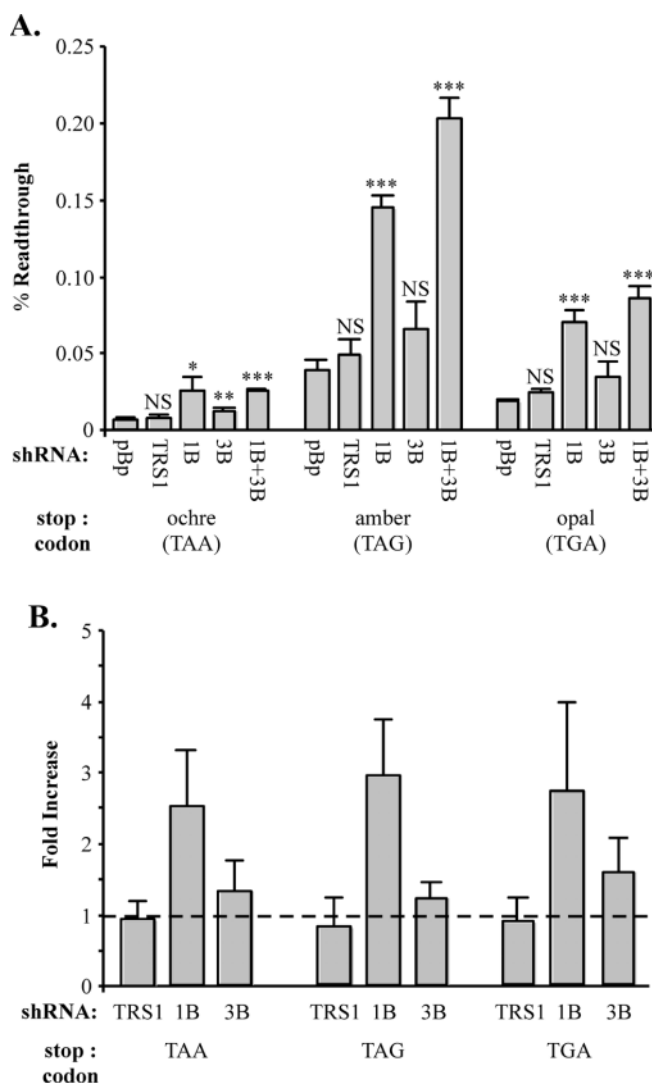 A.
0.25
0.20
0.15
0.10
0.05
0
% Readthrough
NS * ** ***
NS *** NS ***
NS *** NS ***
shRNA: pBp TRS1 1B 3B 1B+3B pBp TRS1 1B 3B 1B+3B pBp TRS1 1B 3B 1B+3B
stop : ochre amber opal
codon (TAA) (TAG) (TGA)
B.
5
4
3
2
1
0
Fold Increase
shRNA: TRS1 1B 3B TRS1 1B 3B TRS1 1B 3B
stop : TAA TAG TGA
codon